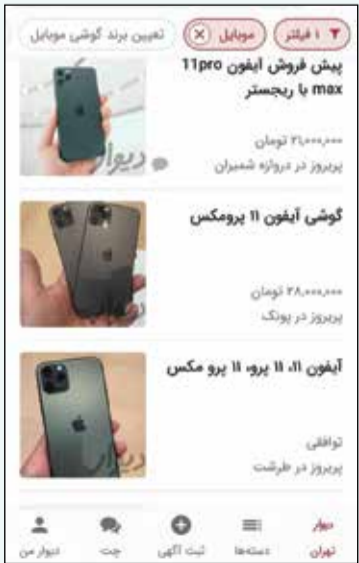 ۱ فیلتر
موبایل
تعیین برند گوشی موبایل
پیش فروش آیفون 11pro
max با ریجستر
۲۱,۰۰۰,۰۰۰ تومان
پریروز در دروازه شمیران
دیوار
گوشی آیفون ۱۱ پرومکس
۲۸,۰۰۰,۰۰۰ تومان
پریروز در پونک
دیوار
آیفون ۱۱، ۱۱ پرو، ۱۱ پرو مکس
توافقی
پریروز در طرشت
دیوار
دیوار
تهران
دسته‌ها
ثبت آگهی
چت
دیوار من